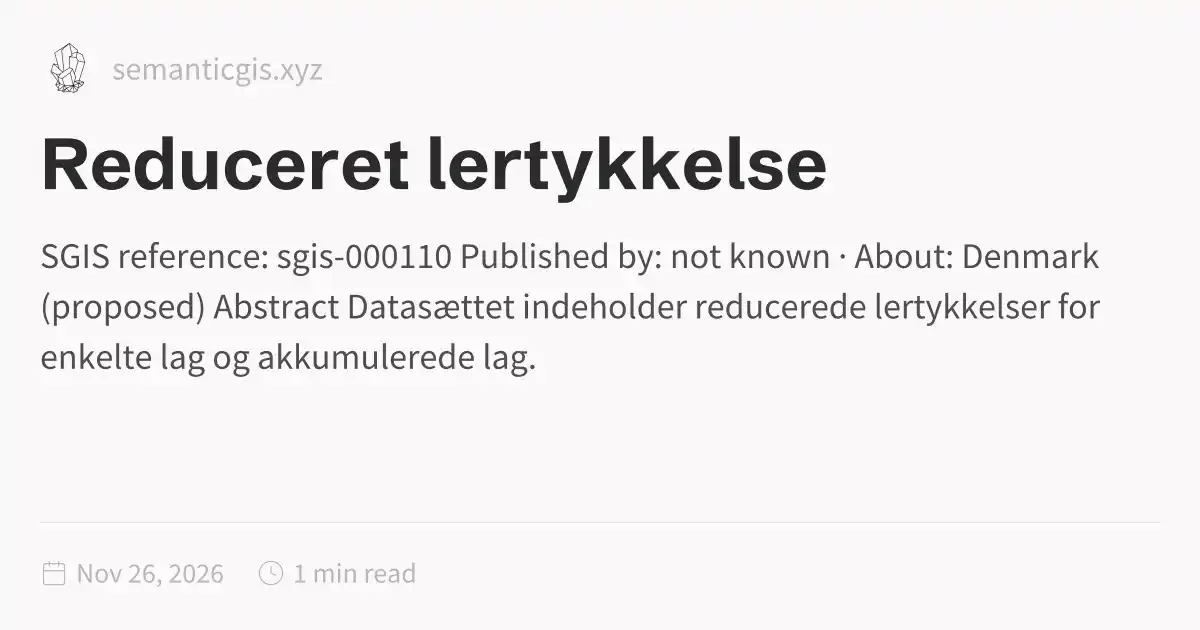 semanticgis.xyz
Reduceret lertykkelse
SGIS reference: sgis-000110 Published by: not known · About: Denmark
(proposed) Abstract Datasættet indeholder reducerede lertykkelser for
enkelte lag og akkumulerede lag.
Nov 26, 2026 1 min read